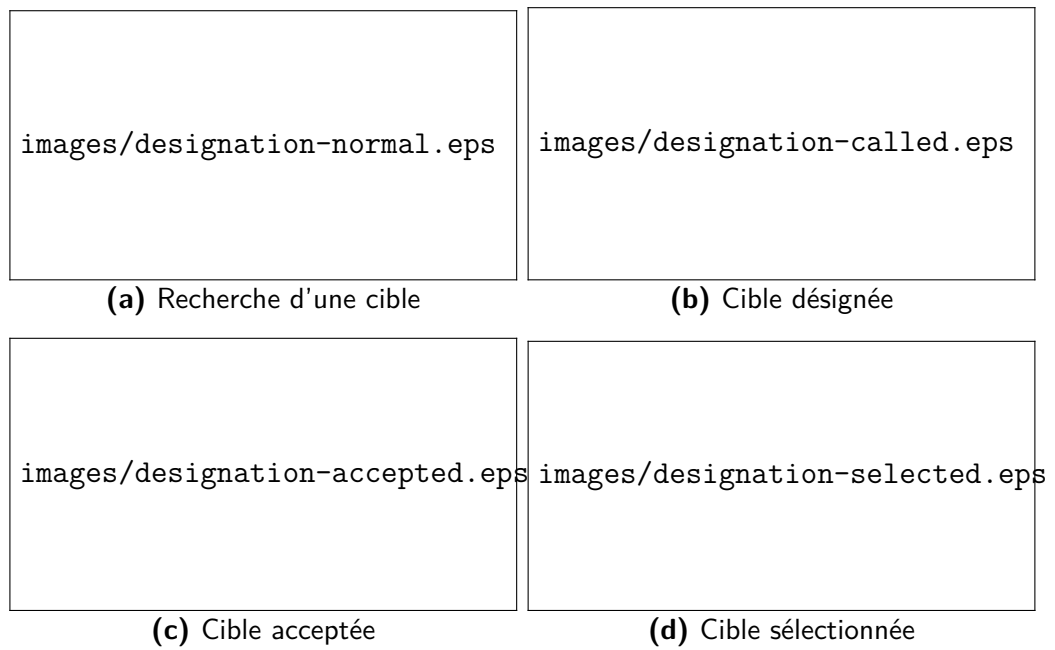 images/designation-normal.eps
images/designation-called.eps
(a) Recherche d'une cible
(b) Cible désignée
images/designation-accepted.eps
images/designation-selected.eps
(c) Cible acceptée
(d) Cible sélectionnée